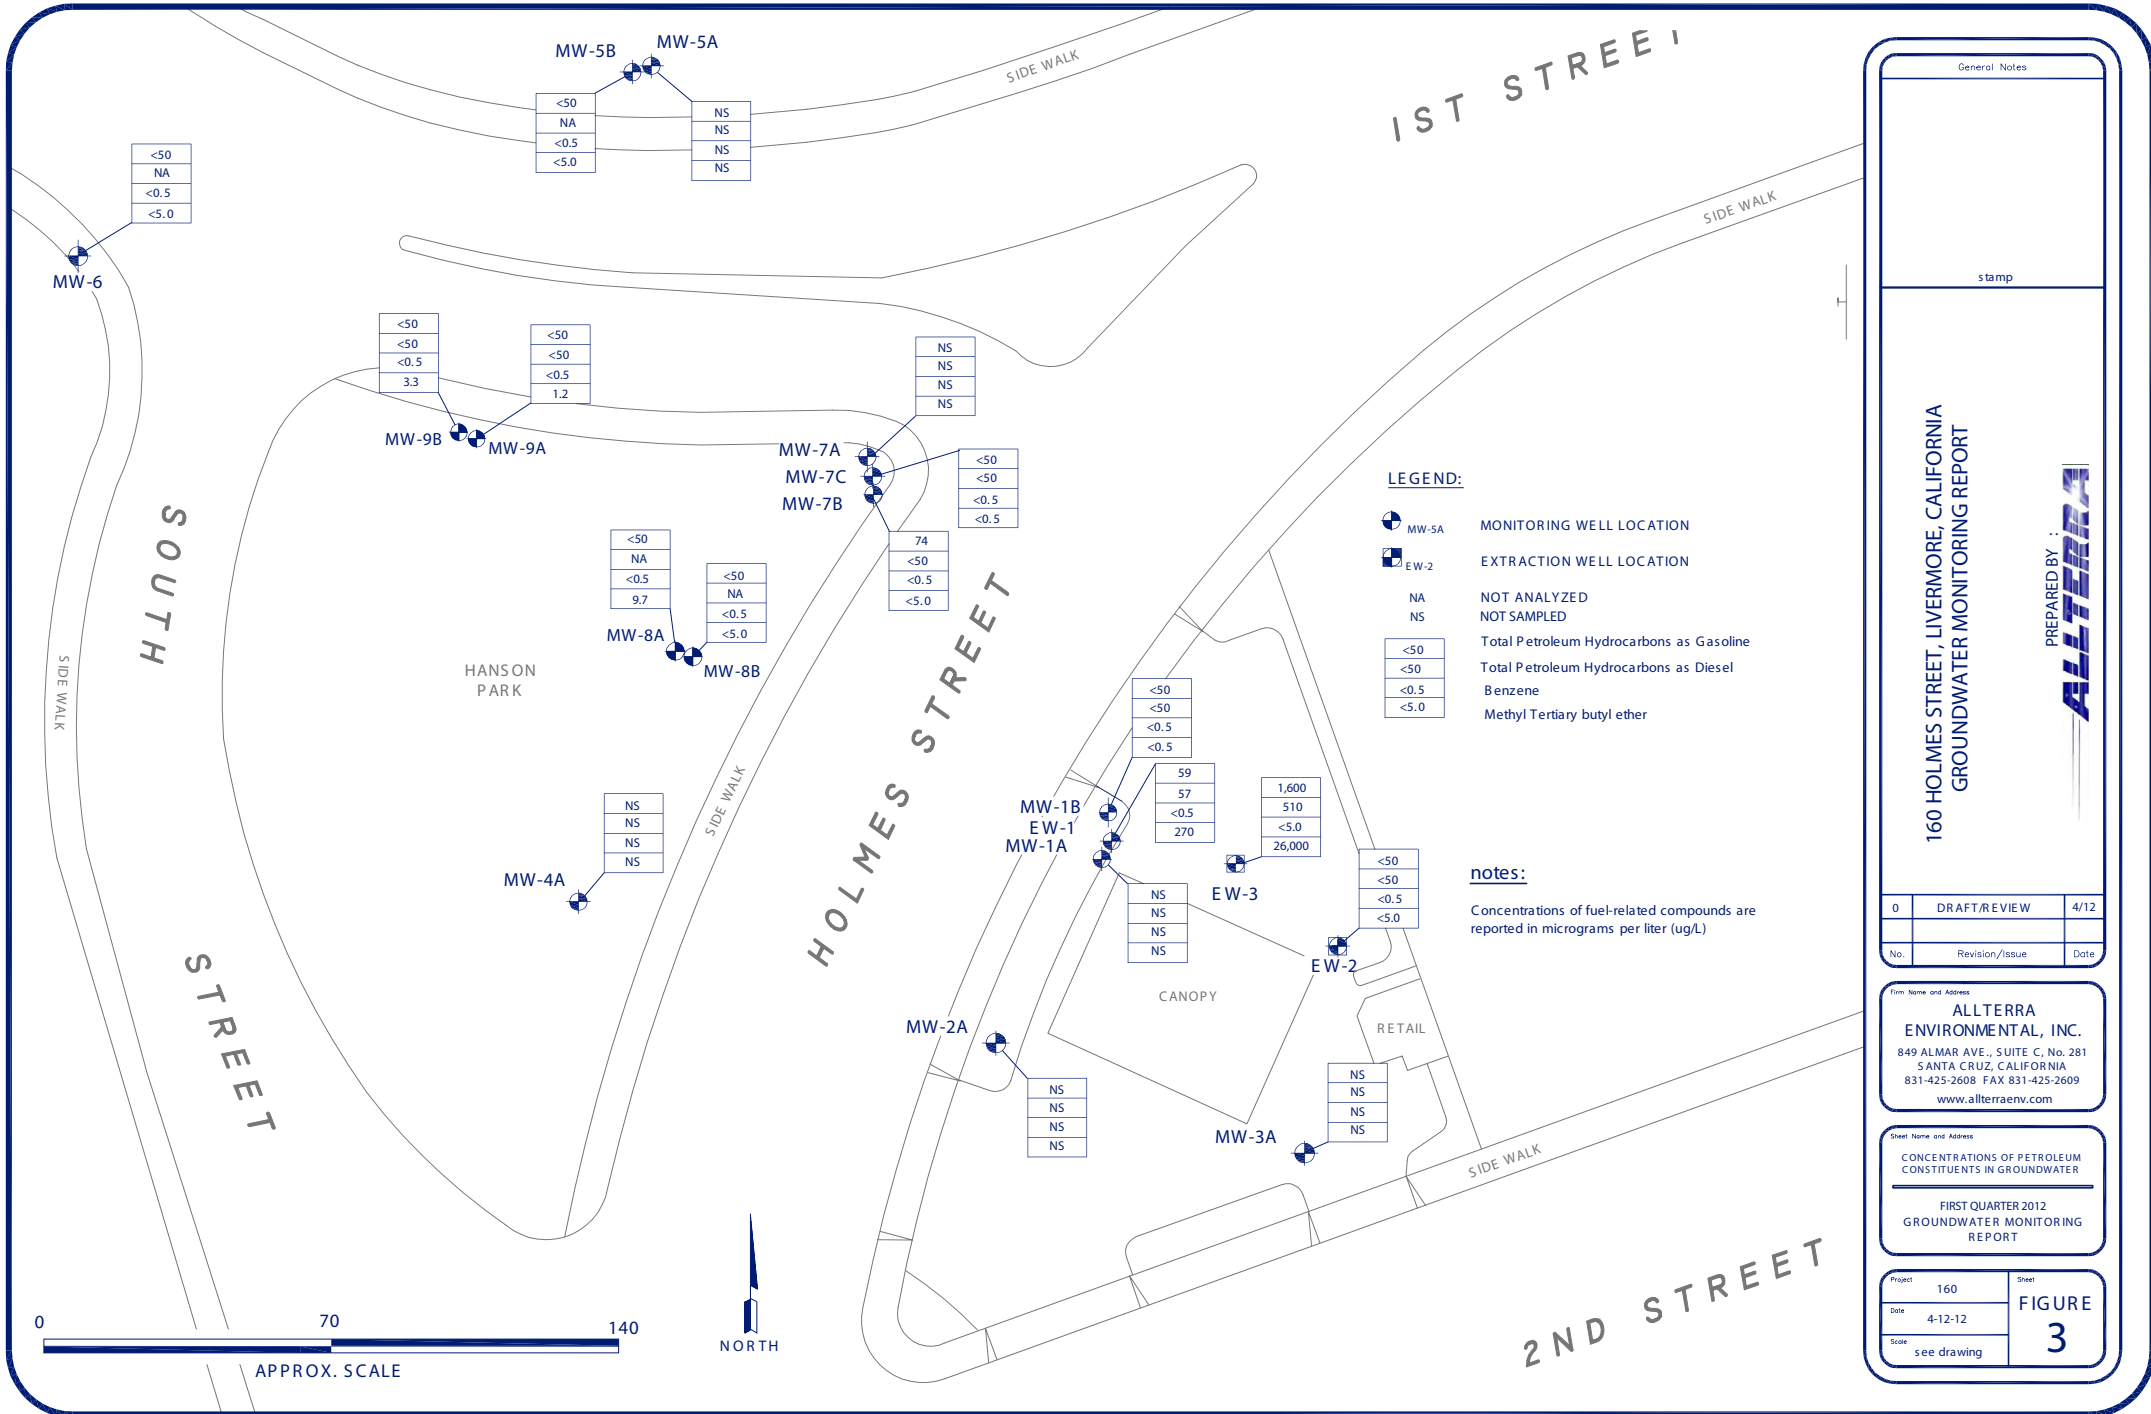 MW-5B
MW-5A
<50
NA
<0.5
<5.0
NS
NS
NS
NS
SIDE WALK
1ST STREET
SIDE WALK
<50
NA
<0.5
<5.0
MW-6
<50
<50
<0.5
3.3
MW-9B
<50
<50
<0.5
1.2
MW-9A
NS
NS
NS
NS
MW-7A
MW-7C
MW-7B
<50
<50
<0.5
<0.5
74
<50
<0.5
<5.0
<50
NA
<0.5
9.7
MW-8A
<50
NA
<0.5
<5.0
MW-8B
HANSON
PARK
SOUTH
STREET
SIDE WALK
SIDE WALK
HOLMES STREET
NS
NS
NS
NS
MW-4A
<50
<50
<0.5
<0.5
MW-1B
EW-1
MW-1A
59
57
<0.5
270
1,600
510
<5.0
26,000
EW-3
NS
NS
NS
NS
<50
<50
<0.5
<5.0
EW-2
CANOPY
RETAIL
MW-2A
NS
NS
NS
NS
MW-3A
NS
NS
NS
NS
SIDE WALK
2ND STREET
LEGEND:
MW-5A MONITORING WELL LOCATION
EW-2 EXTRACTION WELL LOCATION
NA NOT ANALYZED
NS NOT SAMPLED
<50 Total Petroleum Hydrocarbons as Gasoline
<50 Total Petroleum Hydrocarbons as Diesel
<0.5 Benzene
<5.0 Methyl Tertiary butyl ether
notes:
Concentrations of fuel-related compounds are
reported in micrograms per liter (ug/L)
0 70 140
APPROX. SCALE
NORTH
General Notes
stamp
160 HOLMES STREET, LIVERMORE, CALIFORNIA
GROUNDWATER MONITORING REPORT
PREPARED BY :
ALLTERRA
0 DRAFT/REVIEW 4/12
No. Revision/Issue Date
Firm Name and Address
ALLTERRA
ENVIRONMENTAL, INC.
849 ALMAR AVE., SUITE C, No. 281
SANTA CRUZ, CALIFORNIA
831-425-2608 FAX 831-425-2609
www.allterraenv.com
Sheet Name and Address
CONCENTRATIONS OF PETROLEUM
CONSTITUENTS IN GROUNDWATER
FIRST QUARTER 2012
GROUNDWATER MONITORING
REPORT
Project
160
Date
4-12-12
Scale
see drawing
Sheet
FIGURE
3